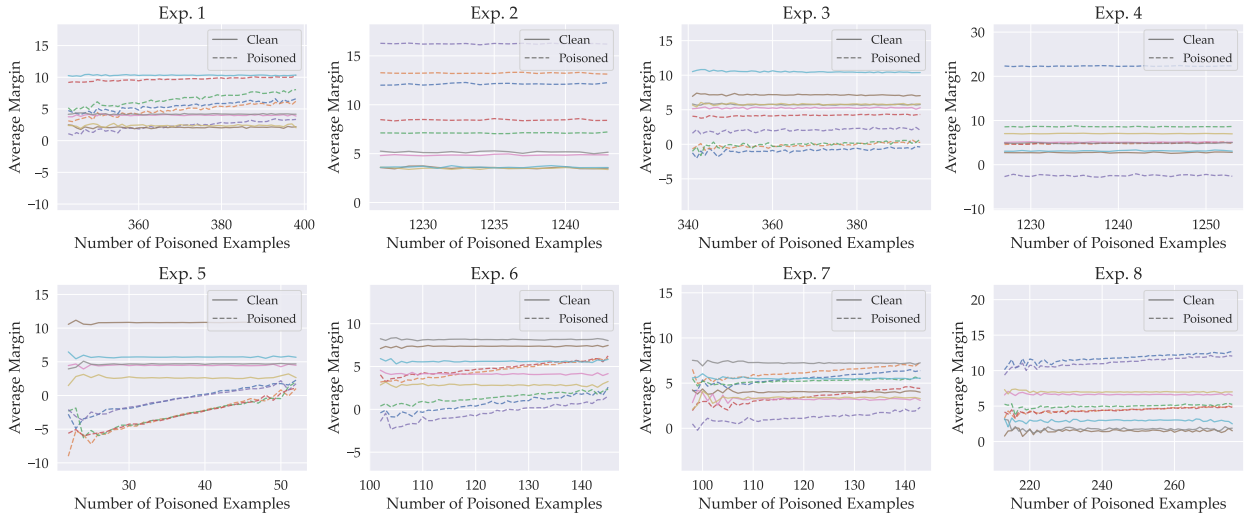 Exp. 1
Average Margin
15
10
5
0
−5
−10
360
380
400
Number of Poisoned Examples
Clean
Poisoned
Exp. 2
Average Margin
15
10
5
0
1230
1235
1240
Number of Poisoned Examples
Clean
Poisoned
Exp. 3
Average Margin
15
10
5
0
−5
340
360
380
Number of Poisoned Examples
Clean
Poisoned
Exp. 4
Average Margin
30
20
10
0
−10
1230
1240
1250
Number of Poisoned Examples
Clean
Poisoned
Exp. 5
Average Margin
15
10
5
0
−5
−10
30
40
50
Number of Poisoned Examples
Clean
Poisoned
Exp. 6
Average Margin
10
5
0
−5
100
110
120
130
140
Number of Poisoned Examples
Clean
Poisoned
Exp. 7
Average Margin
15
10
5
0
100
110
120
130
140
Number of Poisoned Examples
Clean
Poisoned
Exp. 8
Average Margin
20
15
10
5
0
220
240
260
Number of Poisoned Examples
Clean
Poisoned